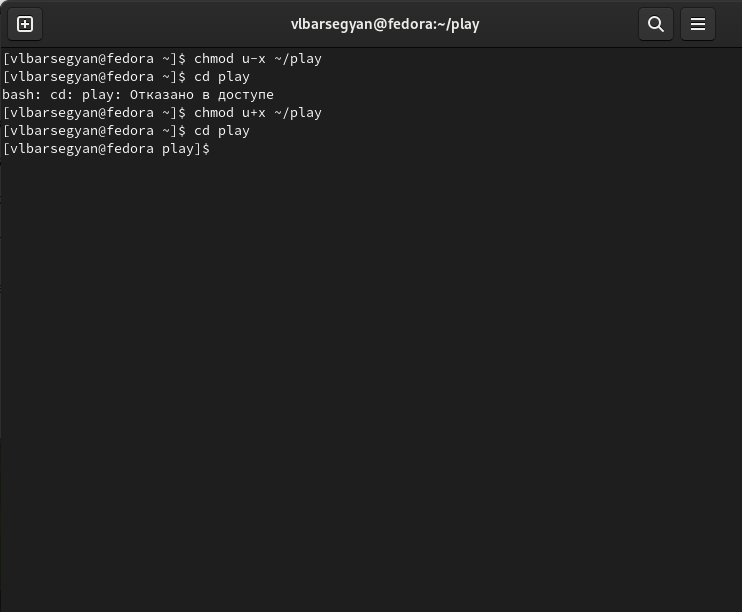 vlbarsegyan@fedora:~/play
[vlbarsegyan@fedora ~]$ chmod u-x ~/play
[vlbarsegyan@fedora ~]$ cd play
bash: cd: play: Отказано в доступе
[vlbarsegyan@fedora ~]$ chmod u+x ~/play
[vlbarsegyan@fedora ~]$ cd play
[vlbarsegyan@fedora play]$